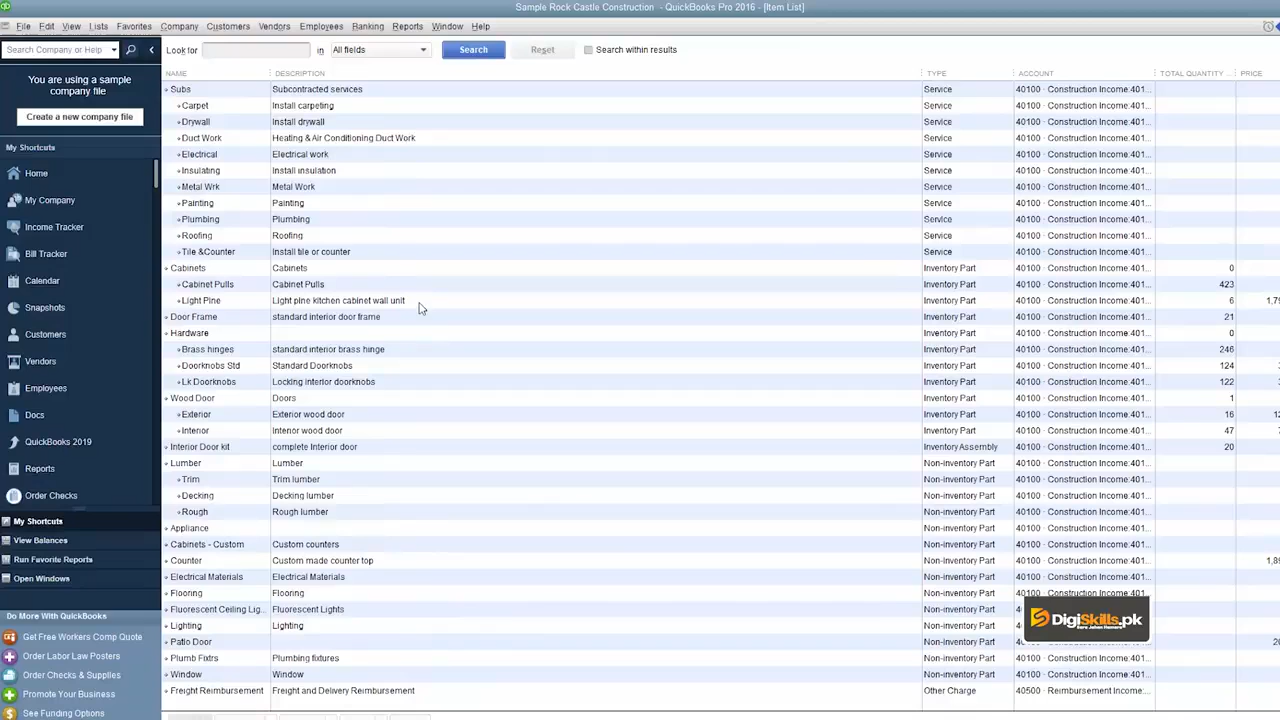 Sample Rock Castle Construction - QuickBooks Pro 2016 - [Item List]
File Edit View Lists Favorites Company Customers Vendors Employees Ranking Reports Window Help
Search Company or Help
Look for in All fields Search Reset Search within results
You are using a sample
company file
Create a new company file
My Shortcuts
Home
My Company
Income Tracker
Bill Tracker
Calendar
Snapshots
Customers
Vendors
Employees
Docs
QuickBooks 2019
Reports
Order Checks
My Shortcuts
View Balances
Run Favorite Reports
Open Windows
Do More With QuickBooks
Get Free Workers Comp Quote
Order Labor Law Posters
Order Checks & Supplies
Promote Your Business
See Funding Options
NAME DESCRIPTION TYPE ACCOUNT TOTAL QUANTITY ... PRICE
Subs Subcontracted services Service 40100 · Construction Income:401...
Carpet Install carpeting Service 40100 · Construction Income:401...
Drywall Install drywall Service 40100 · Construction Income:401...
Duct Work Heating & Air Conditioning Duct Work Service 40100 · Construction Income:401...
Electrical Electrical work Service 40100 · Construction Income:401...
Insulating Install insulation Service 40100 · Construction Income:401...
Metal Wrk Metal Work Service 40100 · Construction Income:401...
Painting Painting Service 40100 · Construction Income:401...
Plumbing Plumbing Service 40100 · Construction Income:401...
Roofing Roofing Service 40100 · Construction Income:401...
Tile &Counter Install tile or counter Service 40100 · Construction Income:401...
Cabinets Cabinets Inventory Part 40100 · Construction Income:401... 0
Cabinet Pulls Cabinet Pulls Inventory Part 40100 · Construction Income:401... 423
Light Pine Light pine kitchen cabinet wall unit Inventory Part 40100 · Construction Income:401... 6
Door Frame standard interior door frame Inventory Part 40100 · Construction Income:401... 21
Hardware Inventory Part 40100 · Construction Income:401... 0
Brass hinges standard interior brass hinge Inventory Part 40100 · Construction Income:401... 246
Doorknobs Std Standard Doorknobs Inventory Part 40100 · Construction Income:401... 124
Lk Doorknobs Locking interior doorknobs Inventory Part 40100 · Construction Income:401... 122
Wood Door Doors Inventory Part 40100 · Construction Income:401... 1
Exterior Exterior wood door Inventory Part 40100 · Construction Income:401... 16
Interior Interior wood door Inventory Part 40100 · Construction Income:401... 47
Interior Door kit complete Interior door Inventory Assembly 40100 · Construction Income:401... 20
Lumber Lumber Non-inventory Part 40100 · Construction Income:401...
Trim Trim lumber Non-inventory Part 40100 · Construction Income:401...
Decking Decking lumber Non-inventory Part 40100 · Construction Income:401...
Rough Rough lumber Non-inventory Part 40100 · Construction Income:401...
Appliance Non-inventory Part 40100 · Construction Income:401...
Cabinets - Custom Custom counters Non-inventory Part 40100 · Construction Income:401...
Counter Custom made counter top Non-inventory Part 40100 · Construction Income:401...
Electrical Materials Electrical Materials Non-inventory Part 40100 · Construction Income:401...
Flooring Flooring Non-inventory Part 40100 · Construction Income:401...
Fluorescent Ceiling Lig... Fluorescent Lights Non-inventory Part
Lighting Lighting Non-inventory Part
Patio Door Non-inventory Part
Plumb Fixtrs Plumbing fixtures Non-inventory Part 40100 · Construction Income:401...
Window Window Non-inventory Part 40100 · Construction Income:401...
Freight Reimbursement Freight and Delivery Reimbursement Other Charge 40500 · Reimbursement Income:...
DigiSkills.pk